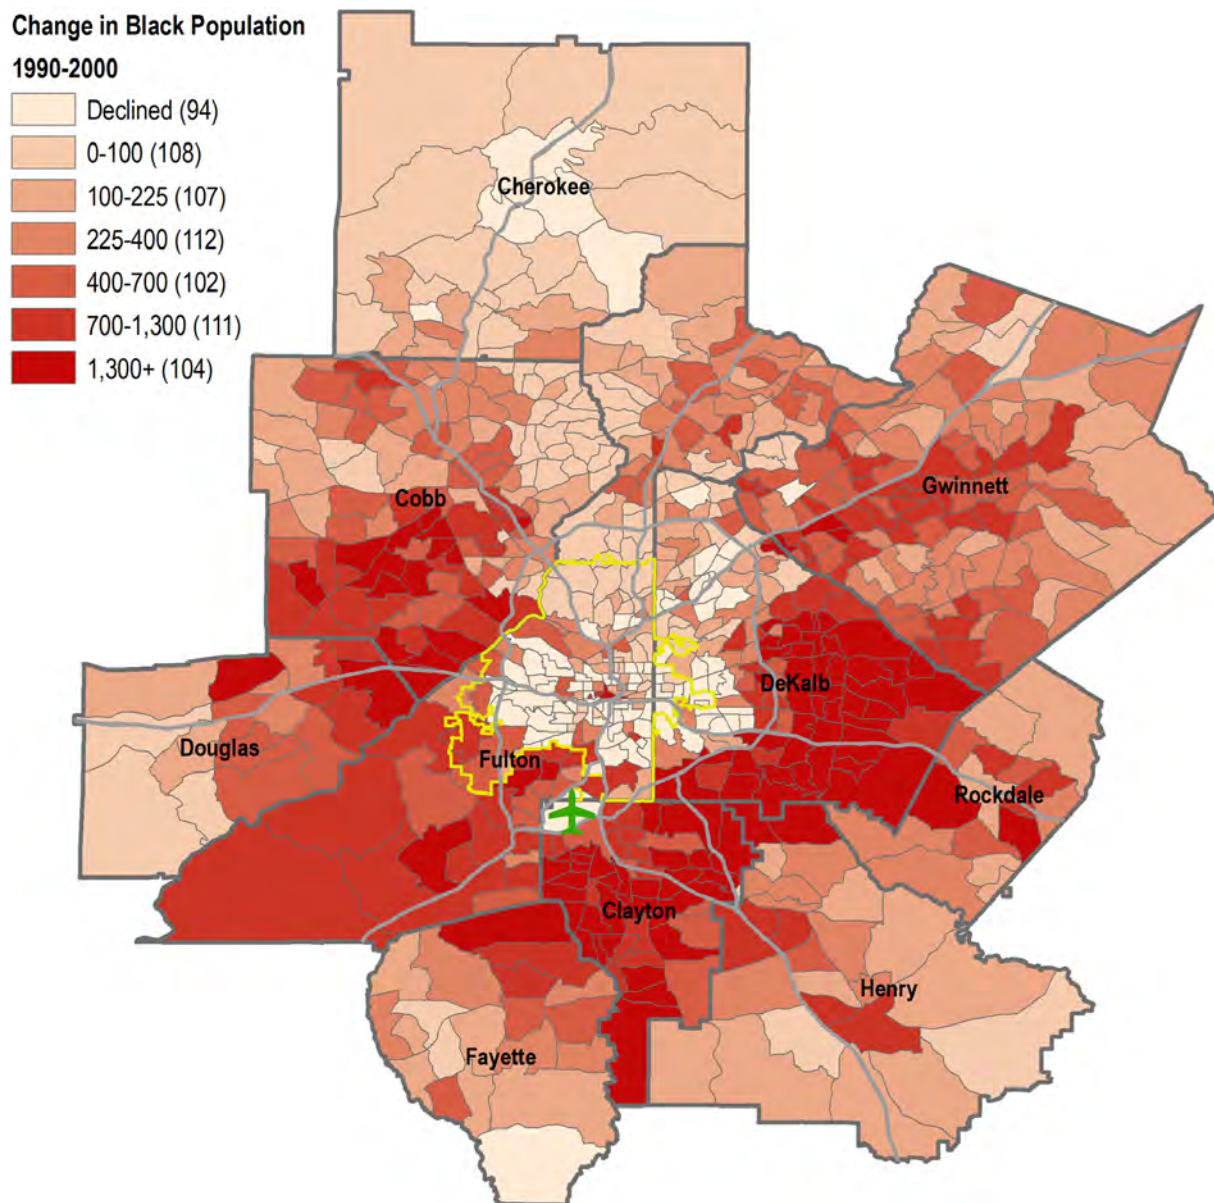 Change in Black Population
1990-2000
Declined (94)
0-100 (108)
100-225 (107)
225-400 (112)
400-700 (102)
700-1,300 (111)
1,300+ (104)
Cherokee
Cobb
Gwinnett
DeKalb
Douglas
Fulton
Rockdale
Clayton
Henry
Fayette